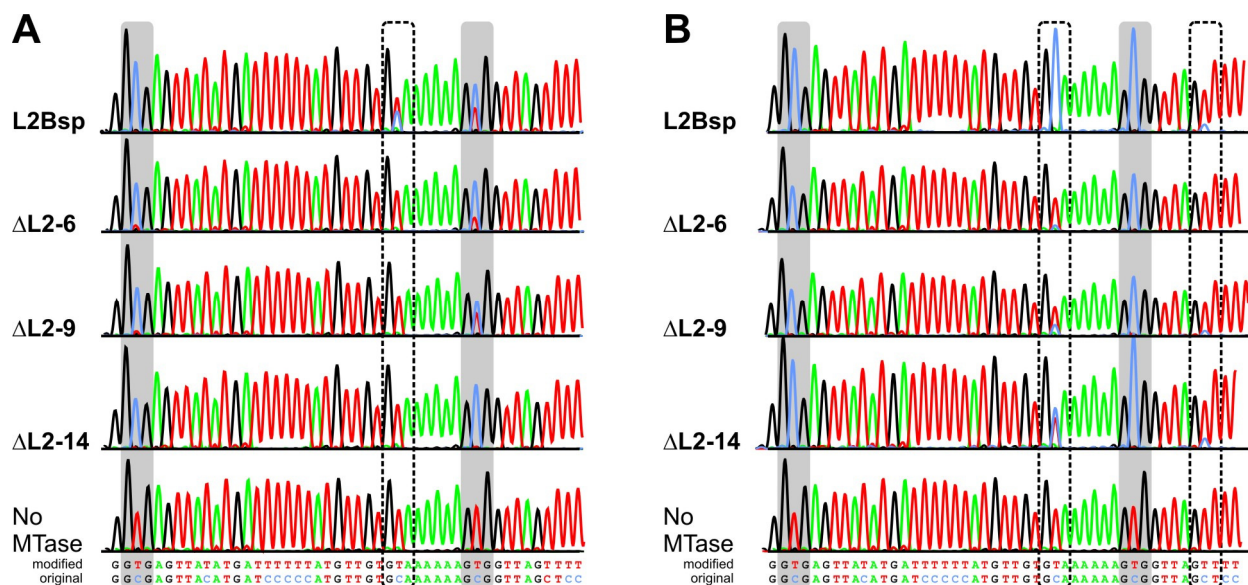 A
B
L2Bsp
L2Bsp
ΔL2-6
ΔL2-6
ΔL2-9
ΔL2-9
ΔL2-14
ΔL2-14
No
MTase
No
MTase
modified GGTGAGTTATATGATTTTTTATGTTGTGTAAAAAAGTGGTTAGTTTT
original GGCGAGTTACATGATCCCCCATGTTGTGCAAAAAAGCGGTTAGCTCC
modified GGTGAGTTATATGATTTTTTATGTTGTGTAAAAAAGTGGTTAGTTTT
original GGCGAGTTACATGATCCCCCATGTTGTGCAAAAAAGCGGTTAGCTCC